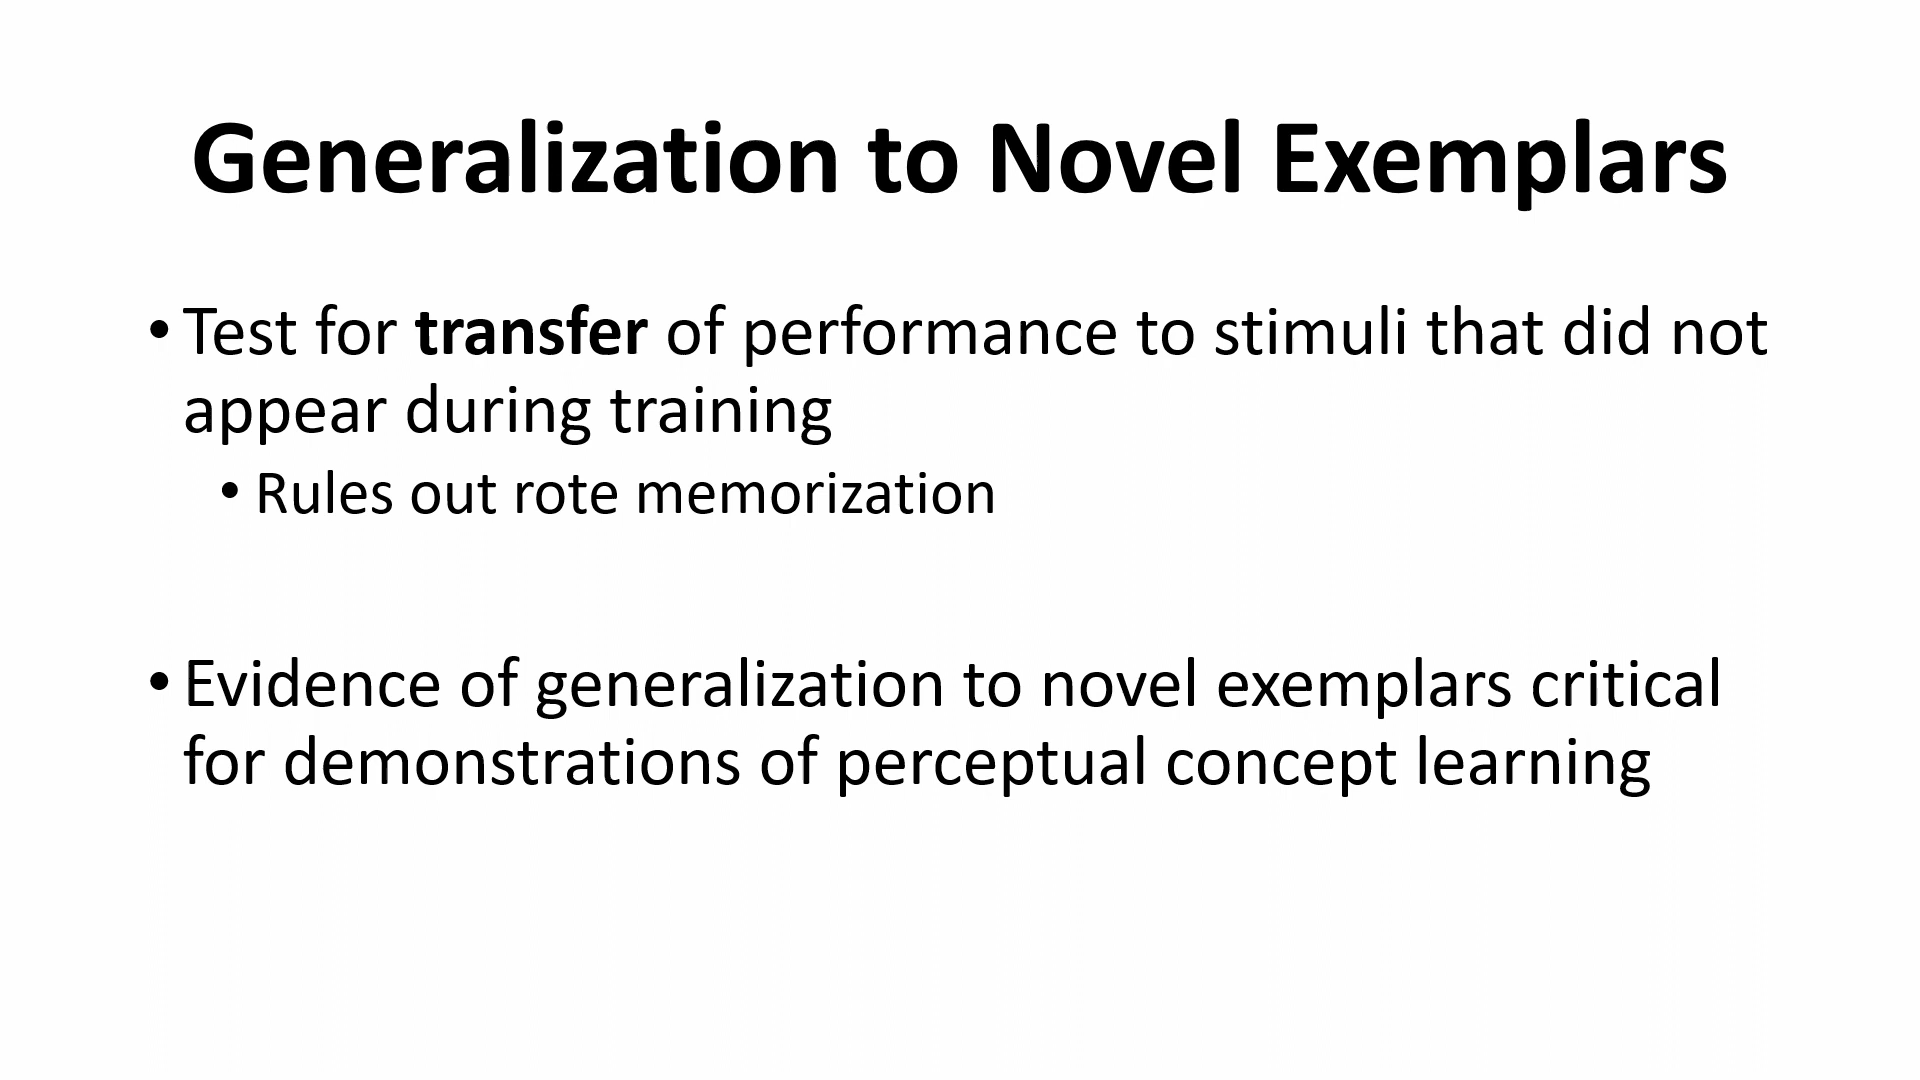 Generalization to Novel Exemplars
• Test for transfer of performance to stimuli that did not
appear during training
• Rules out rote memorization
• Evidence of generalization to novel exemplars critical
for demonstrations of perceptual concept learning